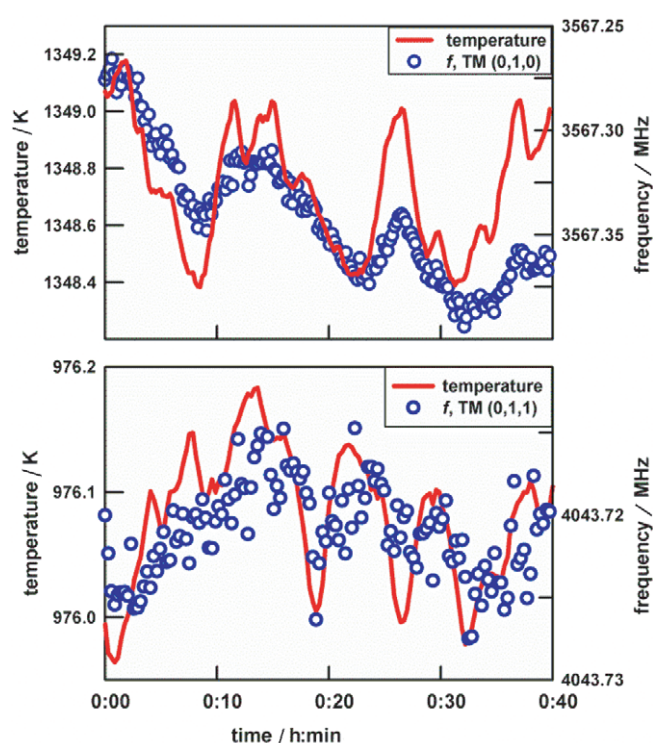 3567.25
1349.2
temperature
f, TM (0,1,0)
1349.0
3567.30
1348.8
temperature / K
frequency / MHz
1348.6
3567.35
1348.4
976.2
temperature
f, TM (0,1,1)
976.1
4043.72
temperature / K
frequency / MHz
976.0
4043.73
0:00 0:10 0:20 0:30 0:40
time / h:min